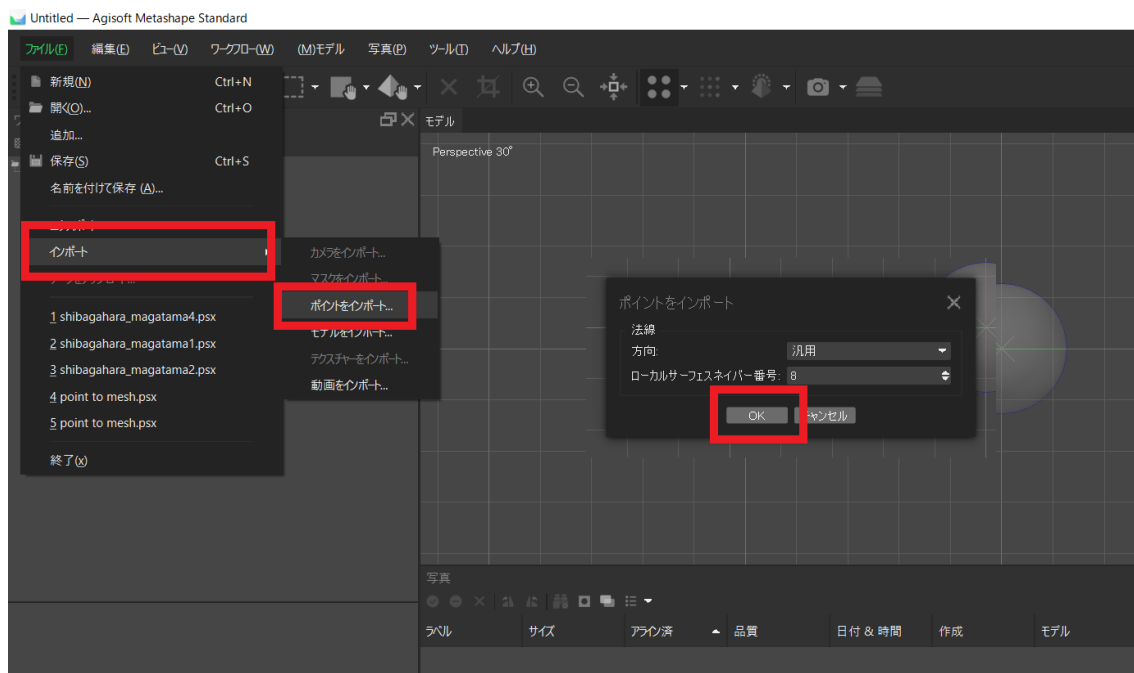 Untitled — Agisoft Metashape Standard
ファイル(F) 編集(E) ビュー(V) ワークフロー(W) (M)モデル 写真(P) ツール(T) ヘルプ(H)
新規(N) Ctrl+N
開く(O)... Ctrl+O
追加...
保存(S) Ctrl+S
名前を付けて保存 (A)...
インポート
1 shibagahara_magatama4.psx
2 shibagahara_magatama1.psx
3 shibagahara_magatama2.psx
4 point to mesh.psx
5 point to mesh.psx
終了(x)
カメラをインポート...
マスクをインポート...
ポイントをインポート...
モデルをインポート...
テクスチャーをインポート...
動画をインポート...
モデル
Perspective 30°
ポイントをインポート
法線
方向: 汎用
ローカルサーフェスネイバー番号: 8
OK キャンセル
写真
ラベル サイズ アライン済 品質 日付 & 時間 作成 モデル